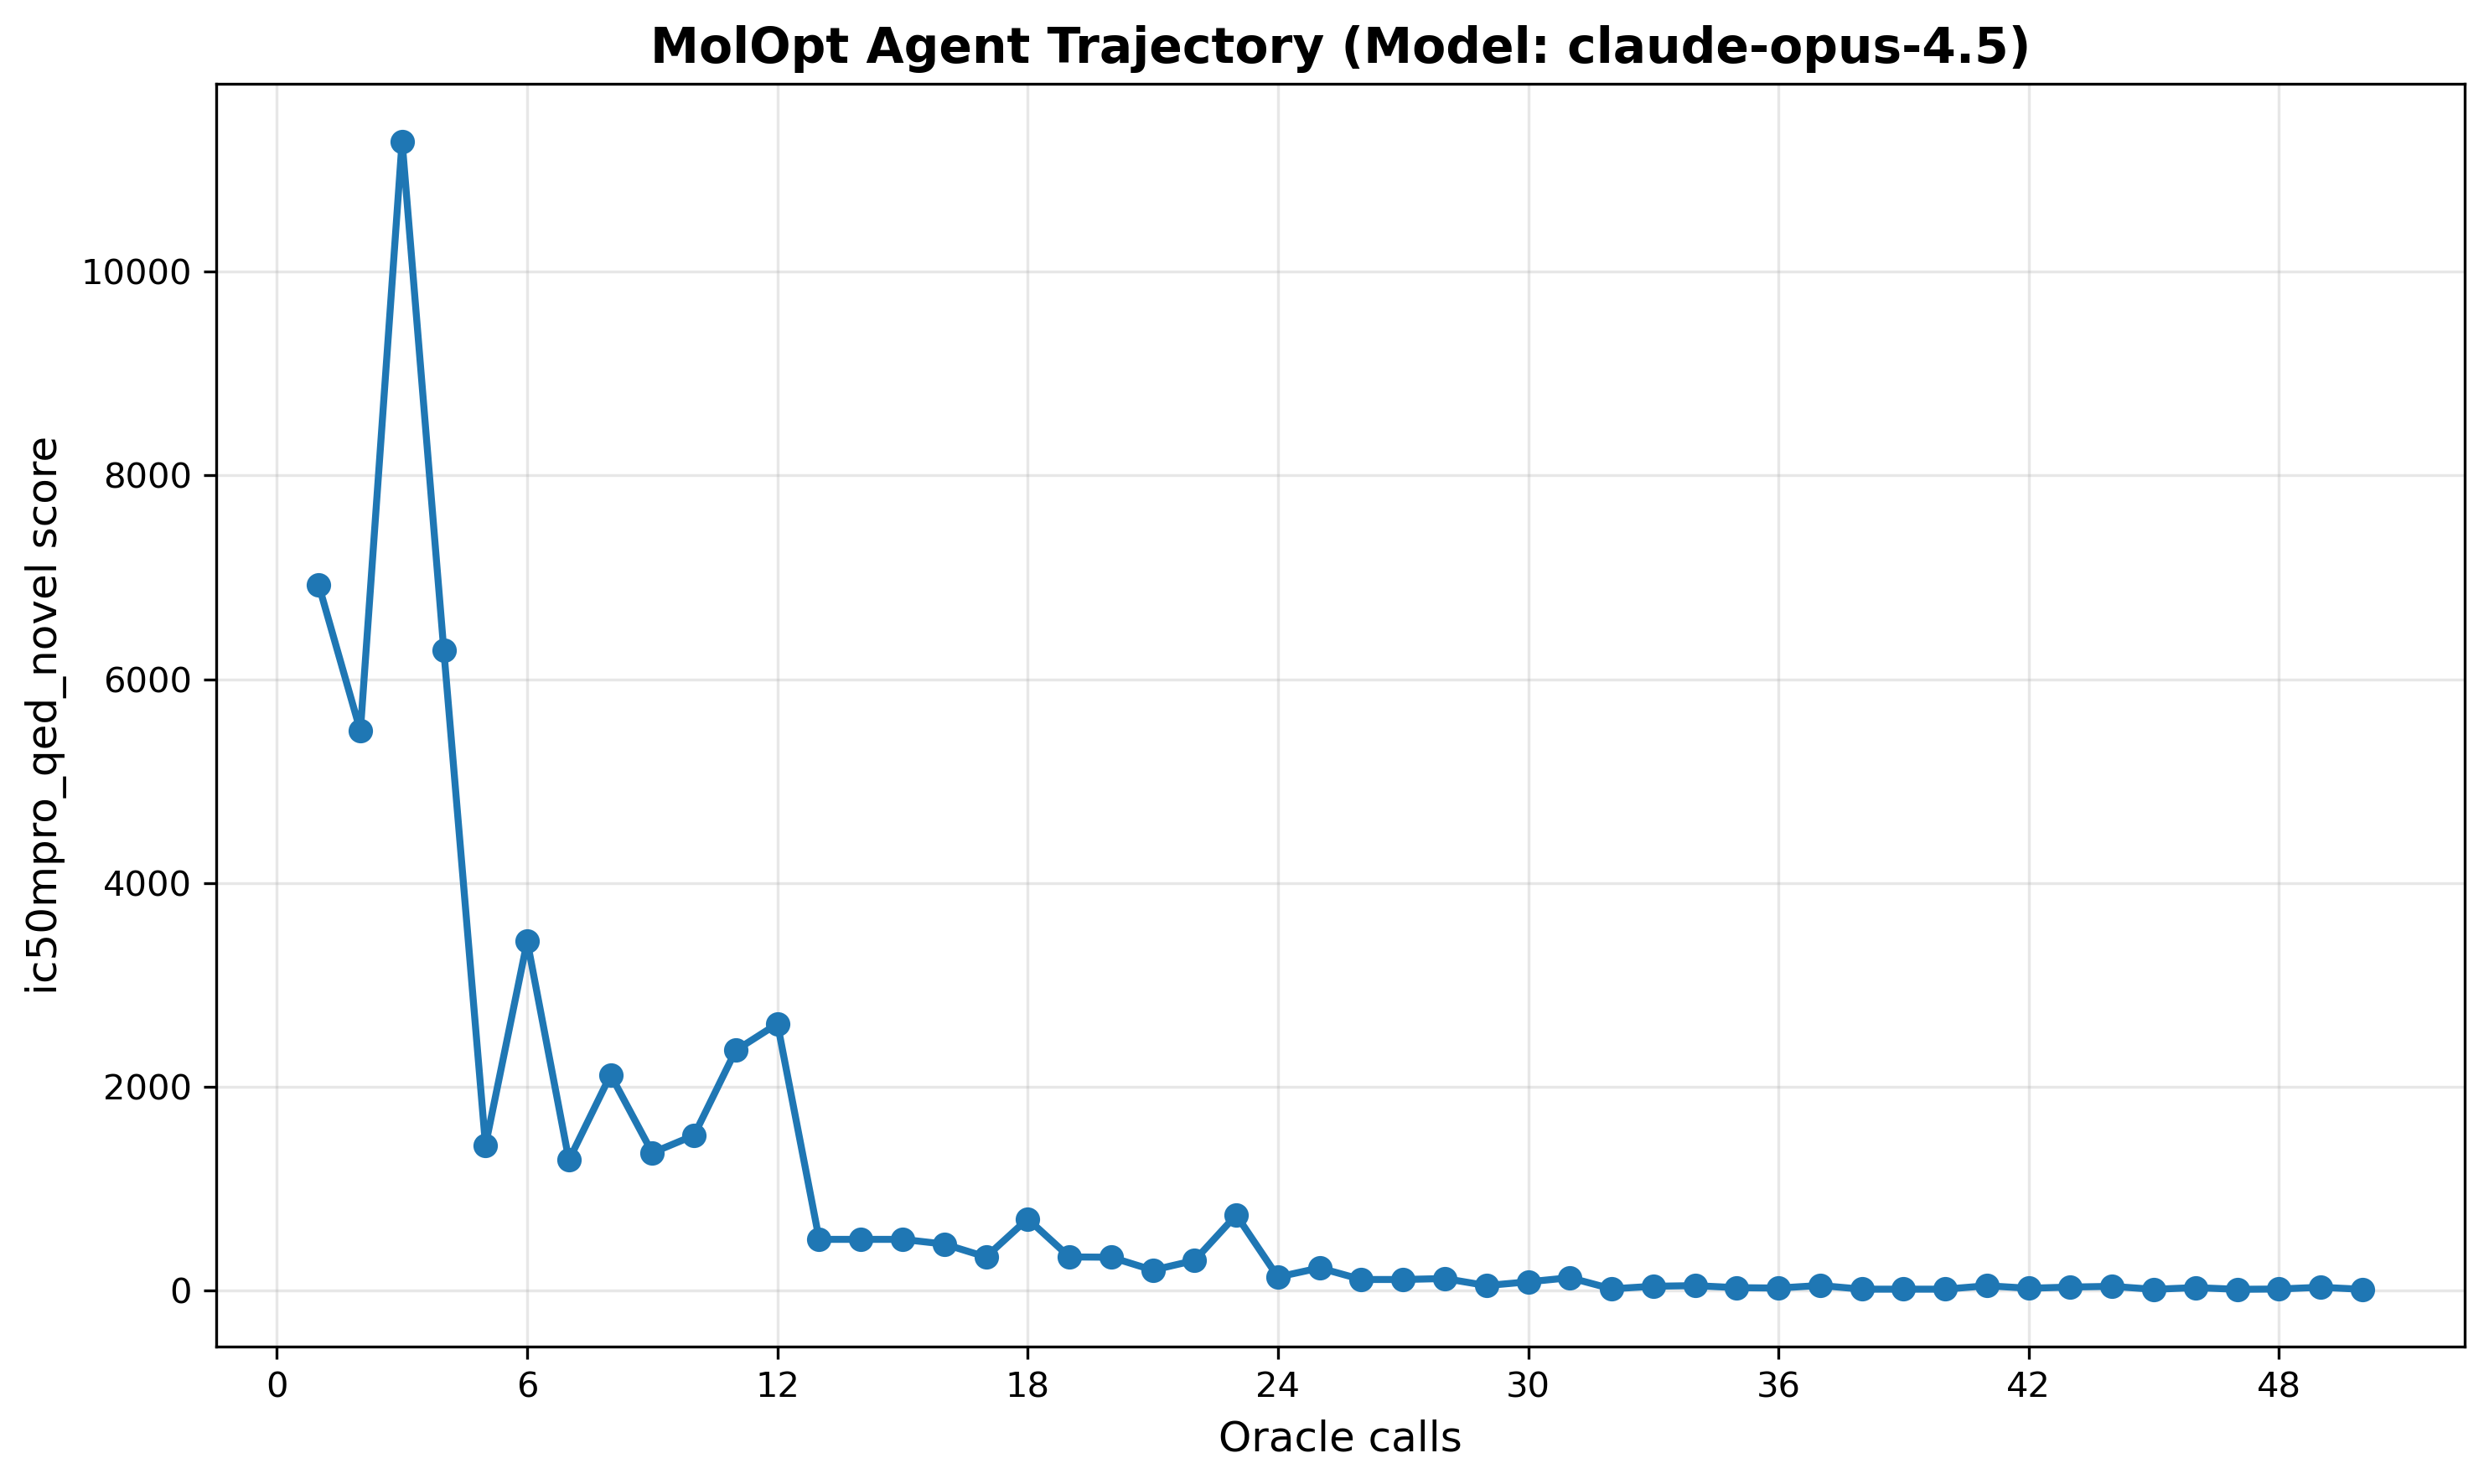 MolOpt Agent Trajectory (Model: claude-opus-4.5)
ic50mpro_qed_novel score
10000
8000
6000
4000
2000
0
0 6 12 18 24 30 36 42 48
Oracle calls